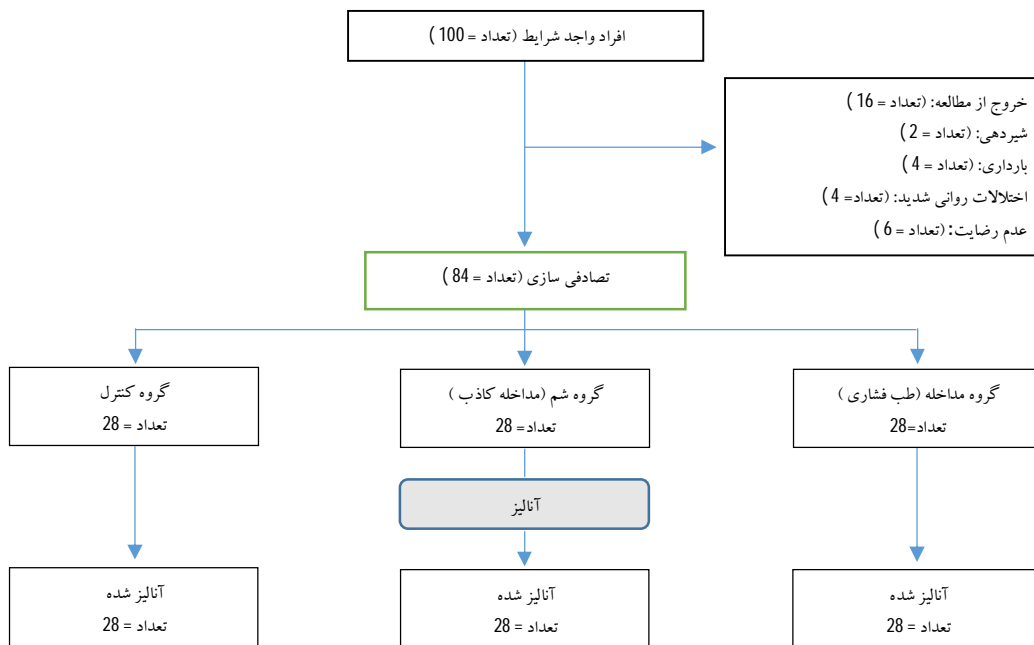 افراد واجد شرایط (تعداد = 100 )
خروج از مطالعه: (تعداد = 16 )
شیردهی: (تعداد = 2 )
بارداری: (تعداد = 4 )
اختلالات روانی شدید: (تعداد= 4 )
عدم رضایت: (تعداد = 6 )
تصادفی سازی (تعداد = 84 )
گروه مداخله (طب فشاری )
تعداد=28
گروه شم (مداخله کاذب )
تعداد= 28
گروه کنترل
تعداد = 28
آنالیز
آنالیز شده
تعداد = 28
آنالیز شده
تعداد = 28
آنالیز شده
تعداد = 28